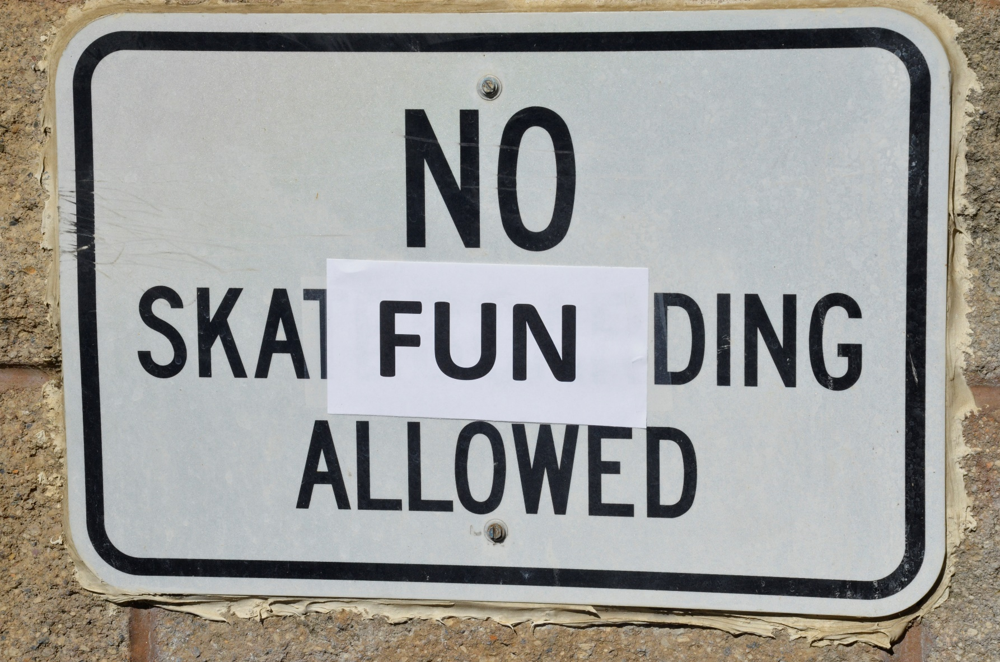 NO
SKAT FUN DING
ALLOWED